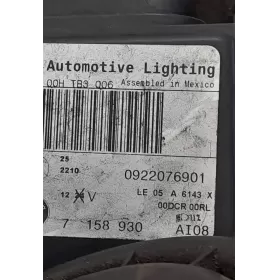 Automotive Lighting
00H TB3 006 Assembled in Mexico
25
2210
0922076901
12 V
LE 05 A 6143 X
00DCR 00RL
7 158 930
AI08